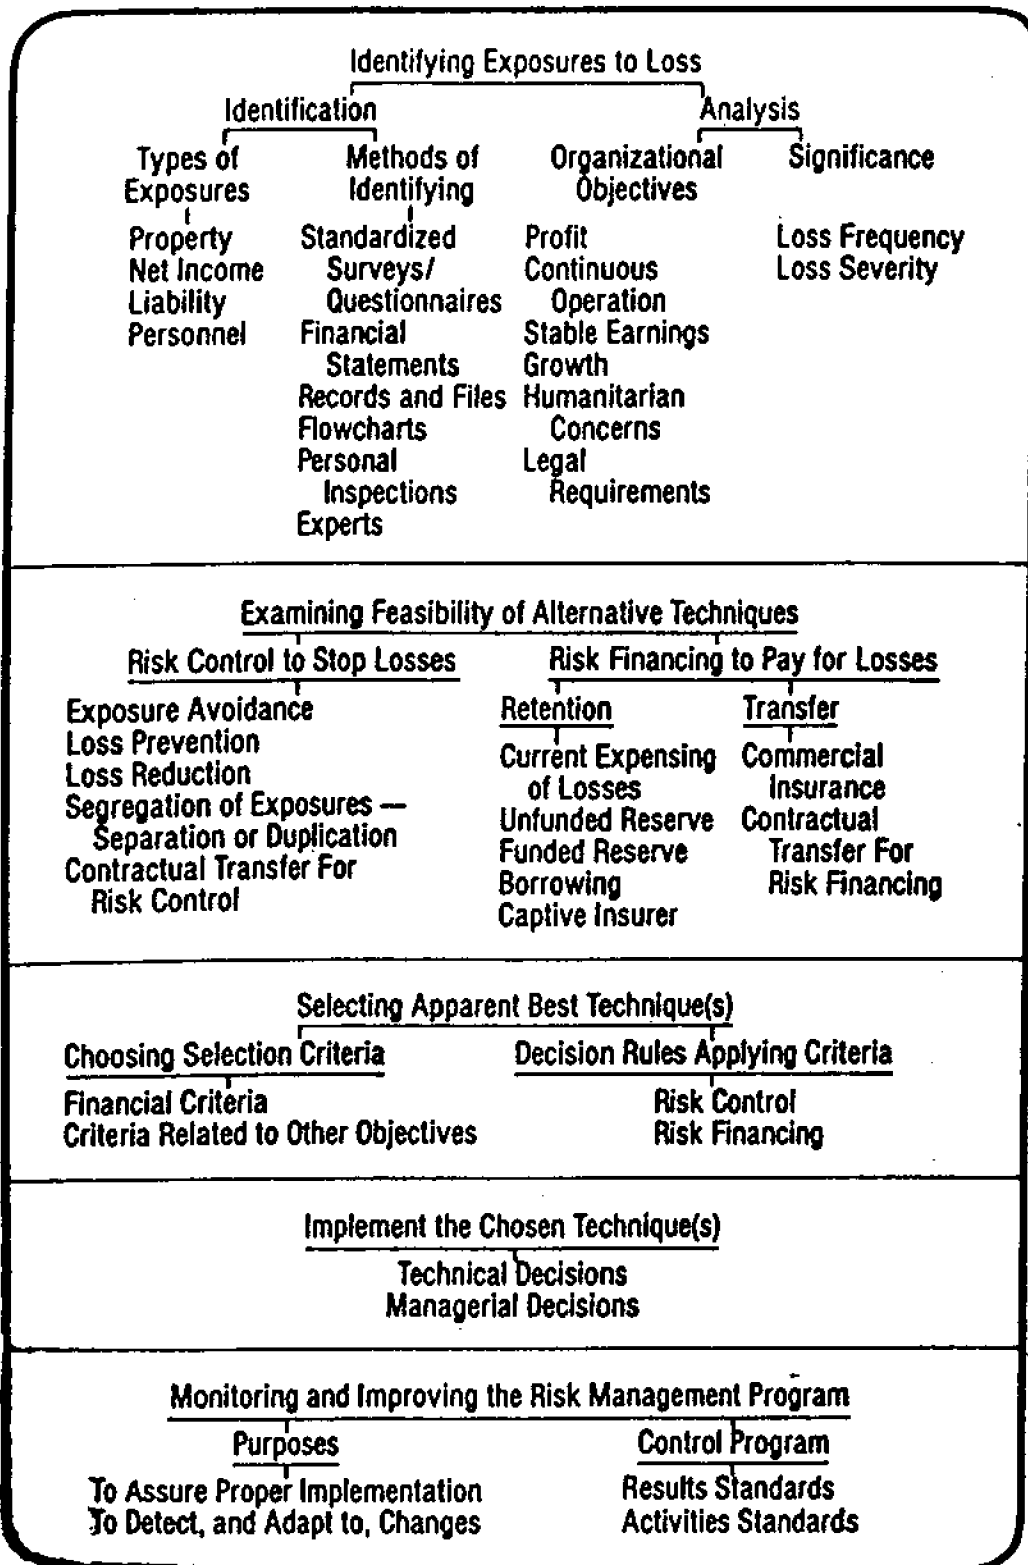 Identifying Exposures to Loss
Identification
Analysis
Types of
Exposures
Property
Net Income
Liability
Personnel
Methods of
Identifying
Standardized
Surveys/
Questionnaires
Financial
Statements
Records and Files
Flowcharts
Personal
Inspections
Experts
Organizational
Objectives
Profit
Continuous
Operation
Stable Earnings
Growth
Humanitarian
Concerns
Legal
Requirements
Significance
Loss Frequency
Loss Severity
Examining Feasibility of Alternative Techniques
Risk Control to Stop Losses
Exposure Avoidance
Loss Prevention
Loss Reduction
Segregation of Exposures —
Separation or Duplication
Contractual Transfer For
Risk Control
Risk Financing to Pay for Losses
Retention
Current Expensing
of Losses
Unfunded Reserve
Funded Reserve
Borrowing
Captive Insurer
Transfer
Commercial
Insurance
Contractual
Transfer For
Risk Financing
Selecting Apparent Best Technique(s)
Choosing Selection Criteria
Financial Criteria
Criteria Related to Other Objectives
Decision Rules Applying Criteria
Risk Control
Risk Financing
Implement the Chosen Technique(s)
Technical Decisions
Managerial Decisions
Monitoring and Improving the Risk Management Program
Purposes
To Assure Proper Implementation
To Detect, and Adapt to, Changes
Control Program
Results Standards
Activities Standards